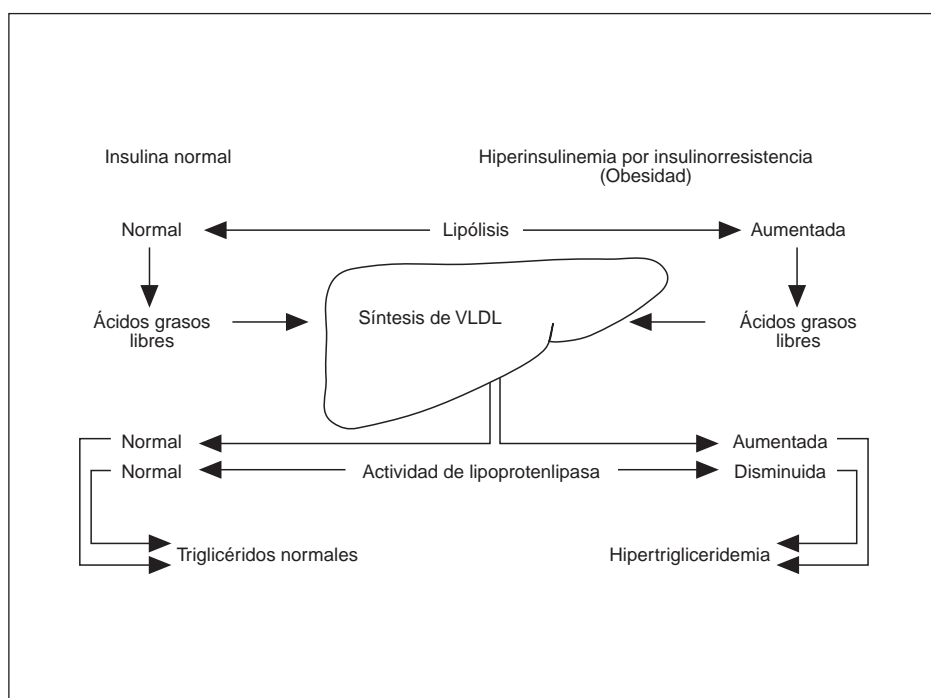 Insulina normal
Hiperinsulinemia por insulinorresistencia
(Obesidad)
Normal
Lipólisis
Aumentada
Ácidos grasos
libres
Síntesis de VLDL
Ácidos grasos
libres
Normal
Aumentada
Normal
Actividad de lipoprotenlipasa
Disminuida
Triglicéridos normales
Hipertrigliceridemia